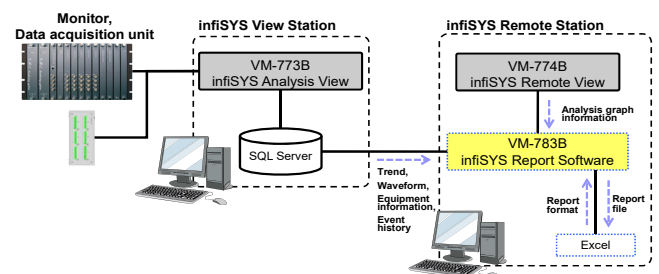 Monitor,
Data acquisition unit
infiSYS View Station
VM-773B
infiSYS Analysis View
SQL Server
Trend,
Waveform,
Equipment
information,
Event
history
infiSYS Remote Station
VM-774B
infiSYS Remote View
Analysis graph
information
VM-783B
infiSYS Report Software
Report
format
Report
file
Excel